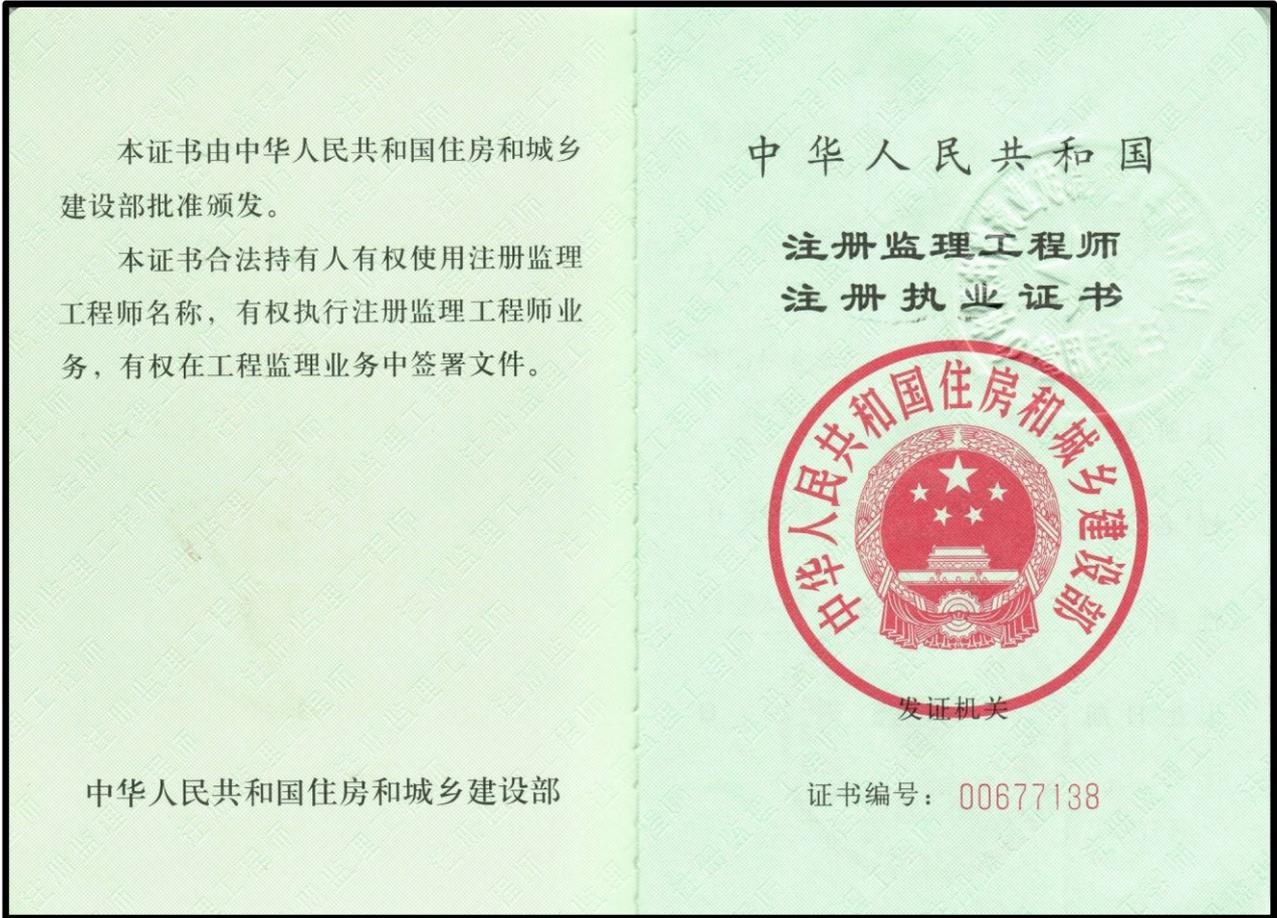 本证书由中华人民共和国住房和城乡
建设部批准颁发。
本证书合法持有人有权使用注册监理
工程师名称，有权执行注册监理工程师业
务，有权在工程监理业务中签署文件。
中华人民共和国住房和城乡建设部
中华人民共和国
注册监理工程师
注册执业证书
中华人民共和国住房和城乡建设部
发证机关
证书编号：00677138